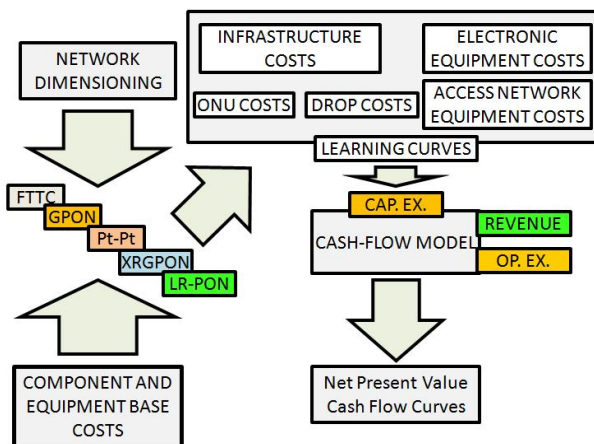 NETWORK
DIMENSIONING
INFRASTRUCTURE
COSTS
ELECTRONIC
EQUIPMENT COSTS
ONU COSTS
DROP COSTS
ACCESS NETWORK
EQUIPMENT COSTS
LEARNING CURVES
FTTC
GPON
Pt-Pt
XRGPON
LR-PON
CAP. EX.
CASH-FLOW MODEL
REVENUE
OP. EX.
COMPONENT AND
EQUIPMENT BASE
COSTS
Net Present Value
Cash Flow Curves